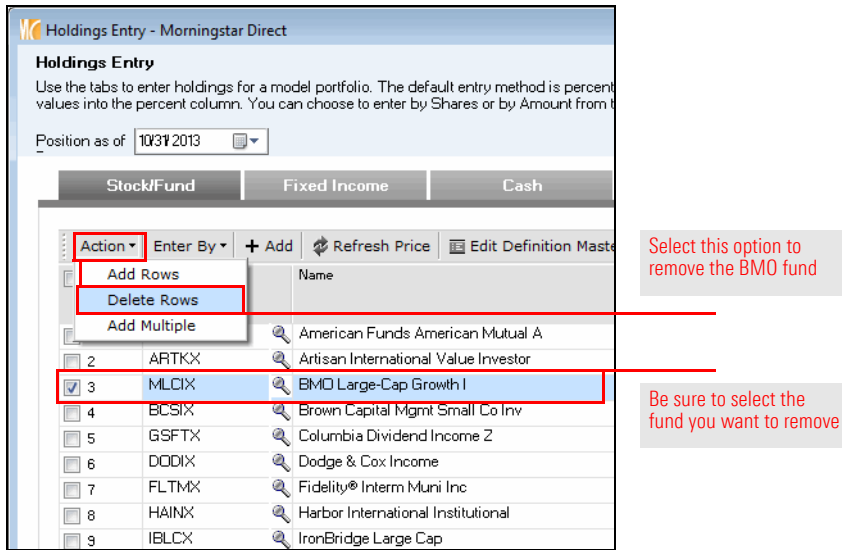 Holdings Entry - Morningstar Direct
Holdings Entry
Use the tabs to enter holdings for a model portfolio. The default entry method is percent
values into the percent column. You can choose to enter by Shares or by Amount from
Position as of 10/31/2013
Stock/Fund Fixed Income Cash
Action Enter By + Add Refresh Price Edit Definition Maste
Add Rows
Delete Rows
Add Multiple
Name
American Funds American Mutual A
2 ARTKX Artisan International Value Investor
3 MLCIX BMO Large-Cap Growth I
4 BCSIX Brown Capital Mgmt Small Co Inv
5 GSFTX Columbia Dividend Income Z
6 DODIX Dodge & Cox Income
7 FLTMX Fidelity® Interm Muni Inc
8 HAINX Harbor International Institutional
9 IBLCX IronBridge Large Cap
Select this option to
remove the BMO fund
Be sure to select the
fund you want to remove